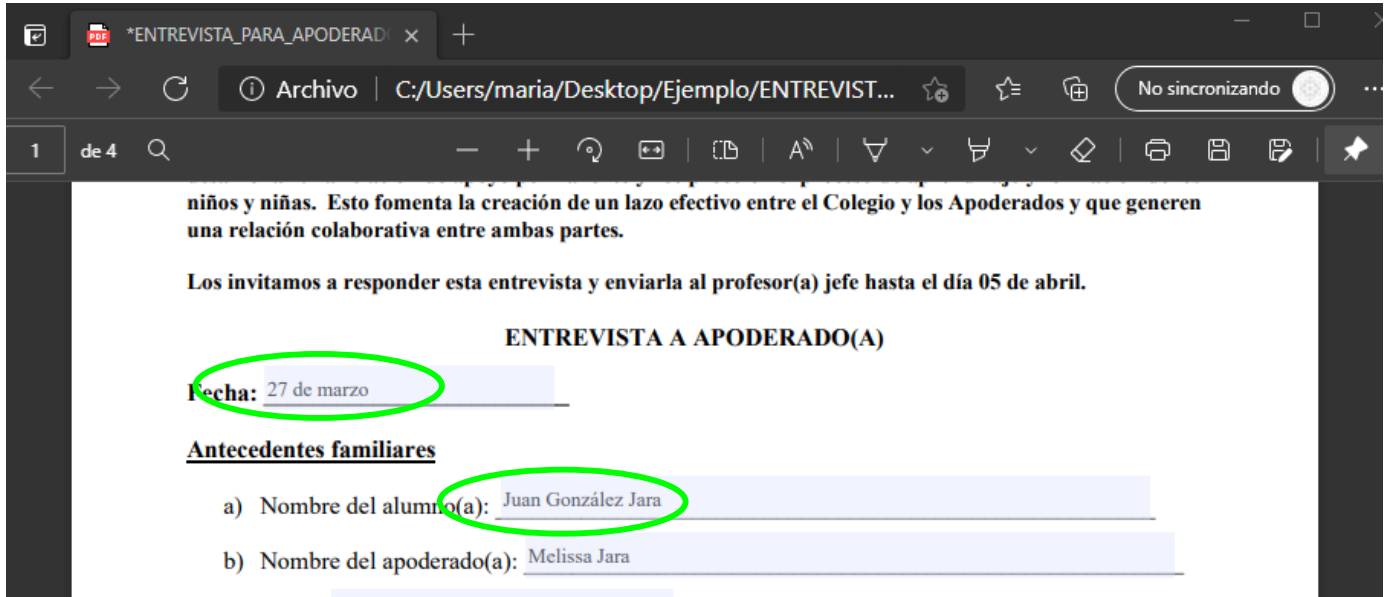 *ENTREVISTA_PARA_APODERAD
Archivo | C:/Users/maria/Desktop/Ejemplo/ENTREVIST...
No sincronizando
1 de 4
niños y niñas. Esto fomenta la creación de un lazo efectivo entre el Colegio y los Apoderados y que generen
una relación colaborativa entre ambas partes.
Los invitamos a responder esta entrevista y enviarla al profesor(a) jefe hasta el día 05 de abril.
ENTREVISTA A APODERADO(A)
Fecha: 27 de marzo
Antecedentes familiares
a) Nombre del alumno(a): Juan González Jara
b) Nombre del apoderado(a): Melissa Jara